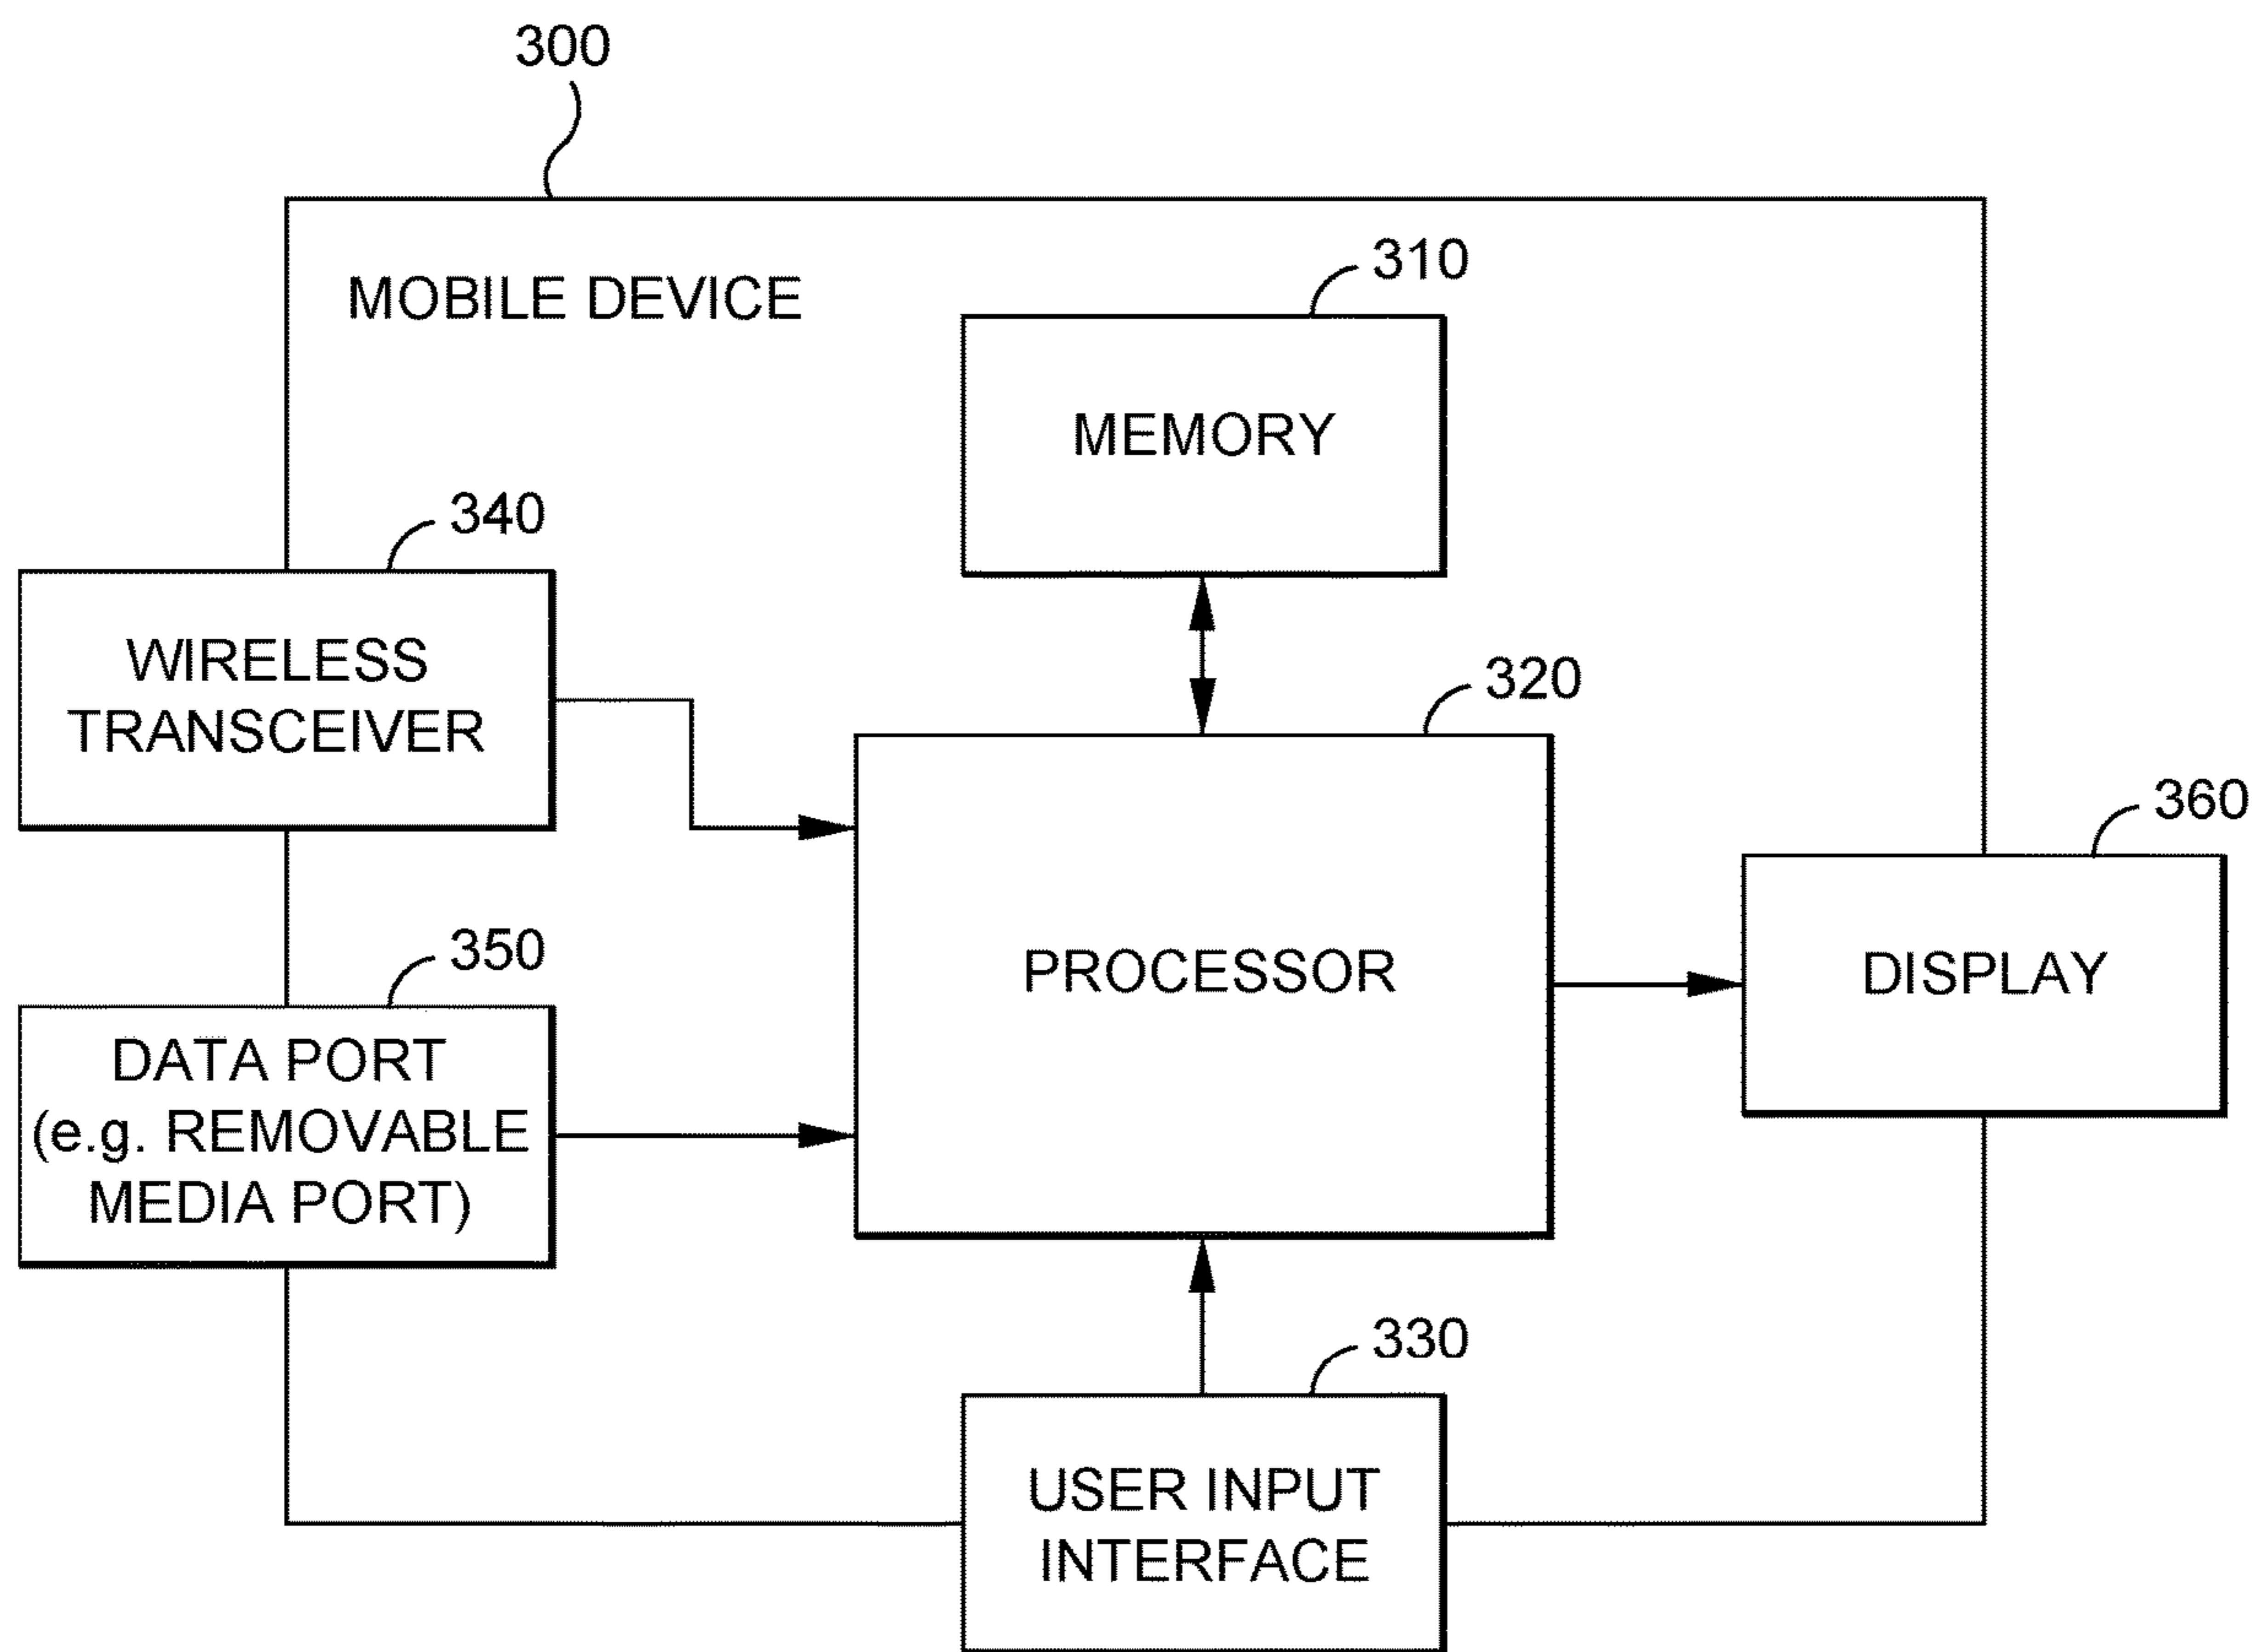 300
MOBILE DEVICE
310
MEMORY
340
WIRELESS
TRANSCEIVER
320
PROCESSOR
360
DISPLAY
350
DATA PORT
(e.g. REMOVABLE
MEDIA PORT)
330
USER INPUT
INTERFACE